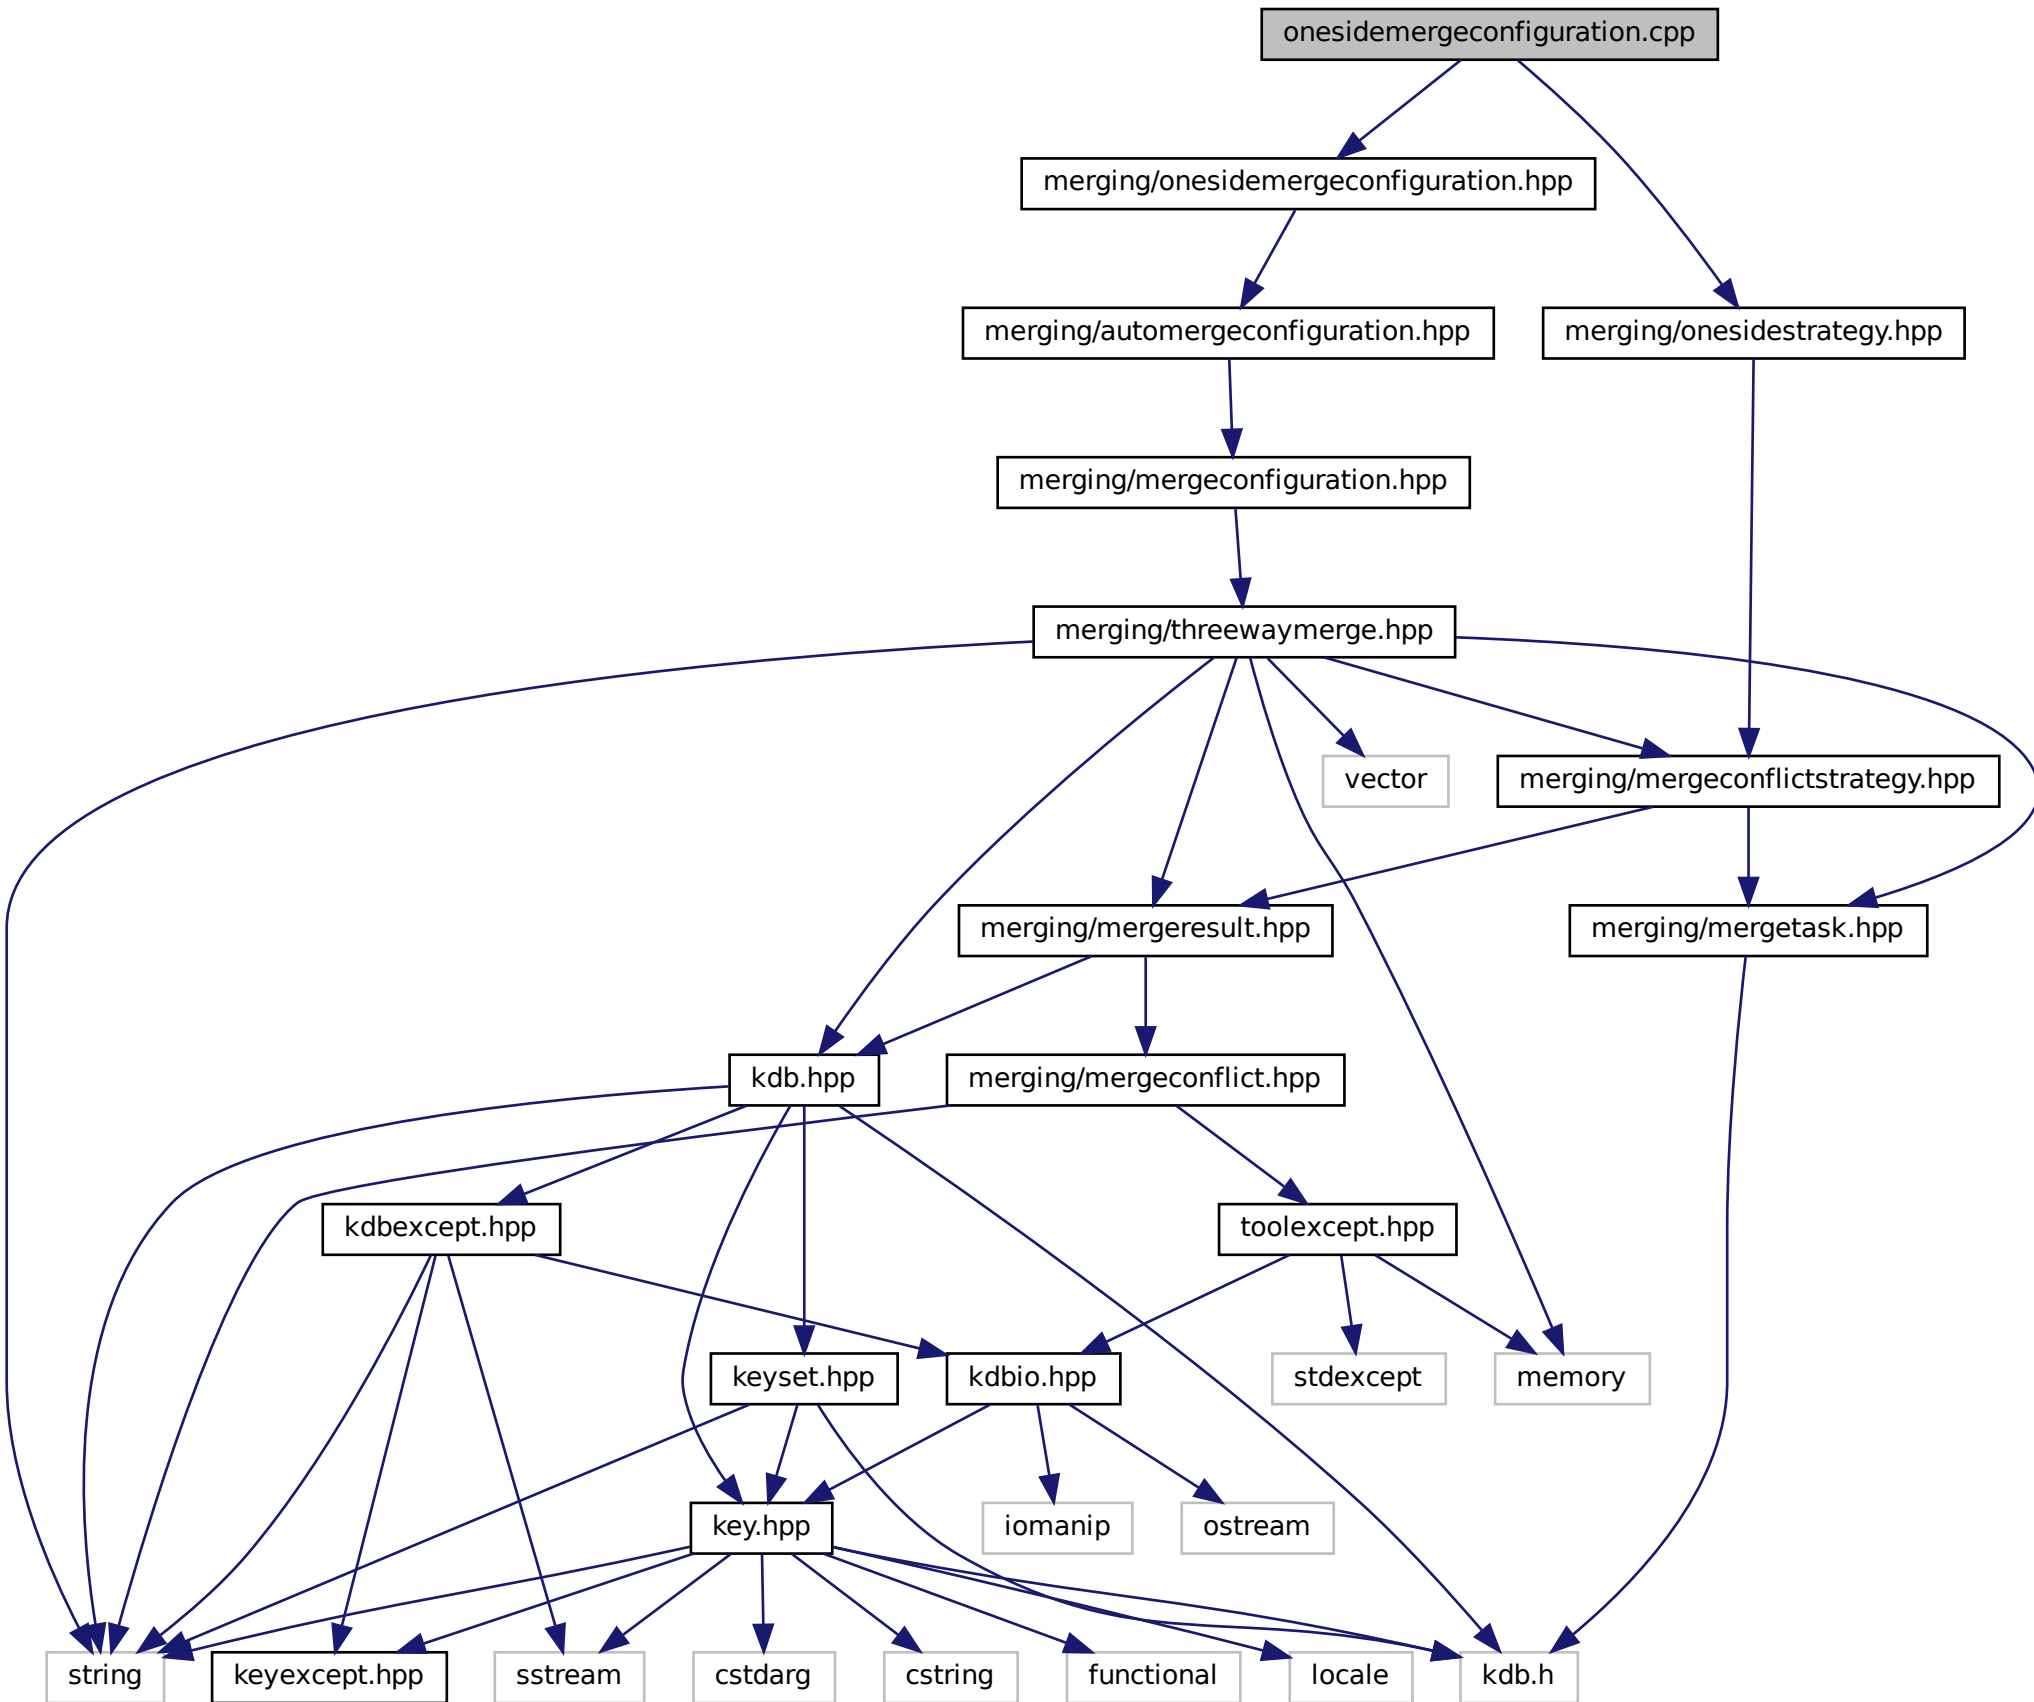 onesidemergeconfiguration.cpp
merging/onesidemergeconfiguration.hpp
merging/automergeconfiguration.hpp
merging/onesidestrategy.hpp
merging/mergeconfiguration.hpp
merging/threewaymerge.hpp
vector
merging/mergeconflictstrategy.hpp
merging/mergeresult.hpp
merging/mergetask.hpp
kdb.hpp
merging/mergeconflict.hpp
kdbexcept.hpp
toolexcept.hpp
keyset.hpp
kdbio.hpp
stdexcept
memory
key.hpp
iomanip
ostream
string
keyexcept.hpp
sstream
cstdarg
cstring
functional
locale
kdb.h